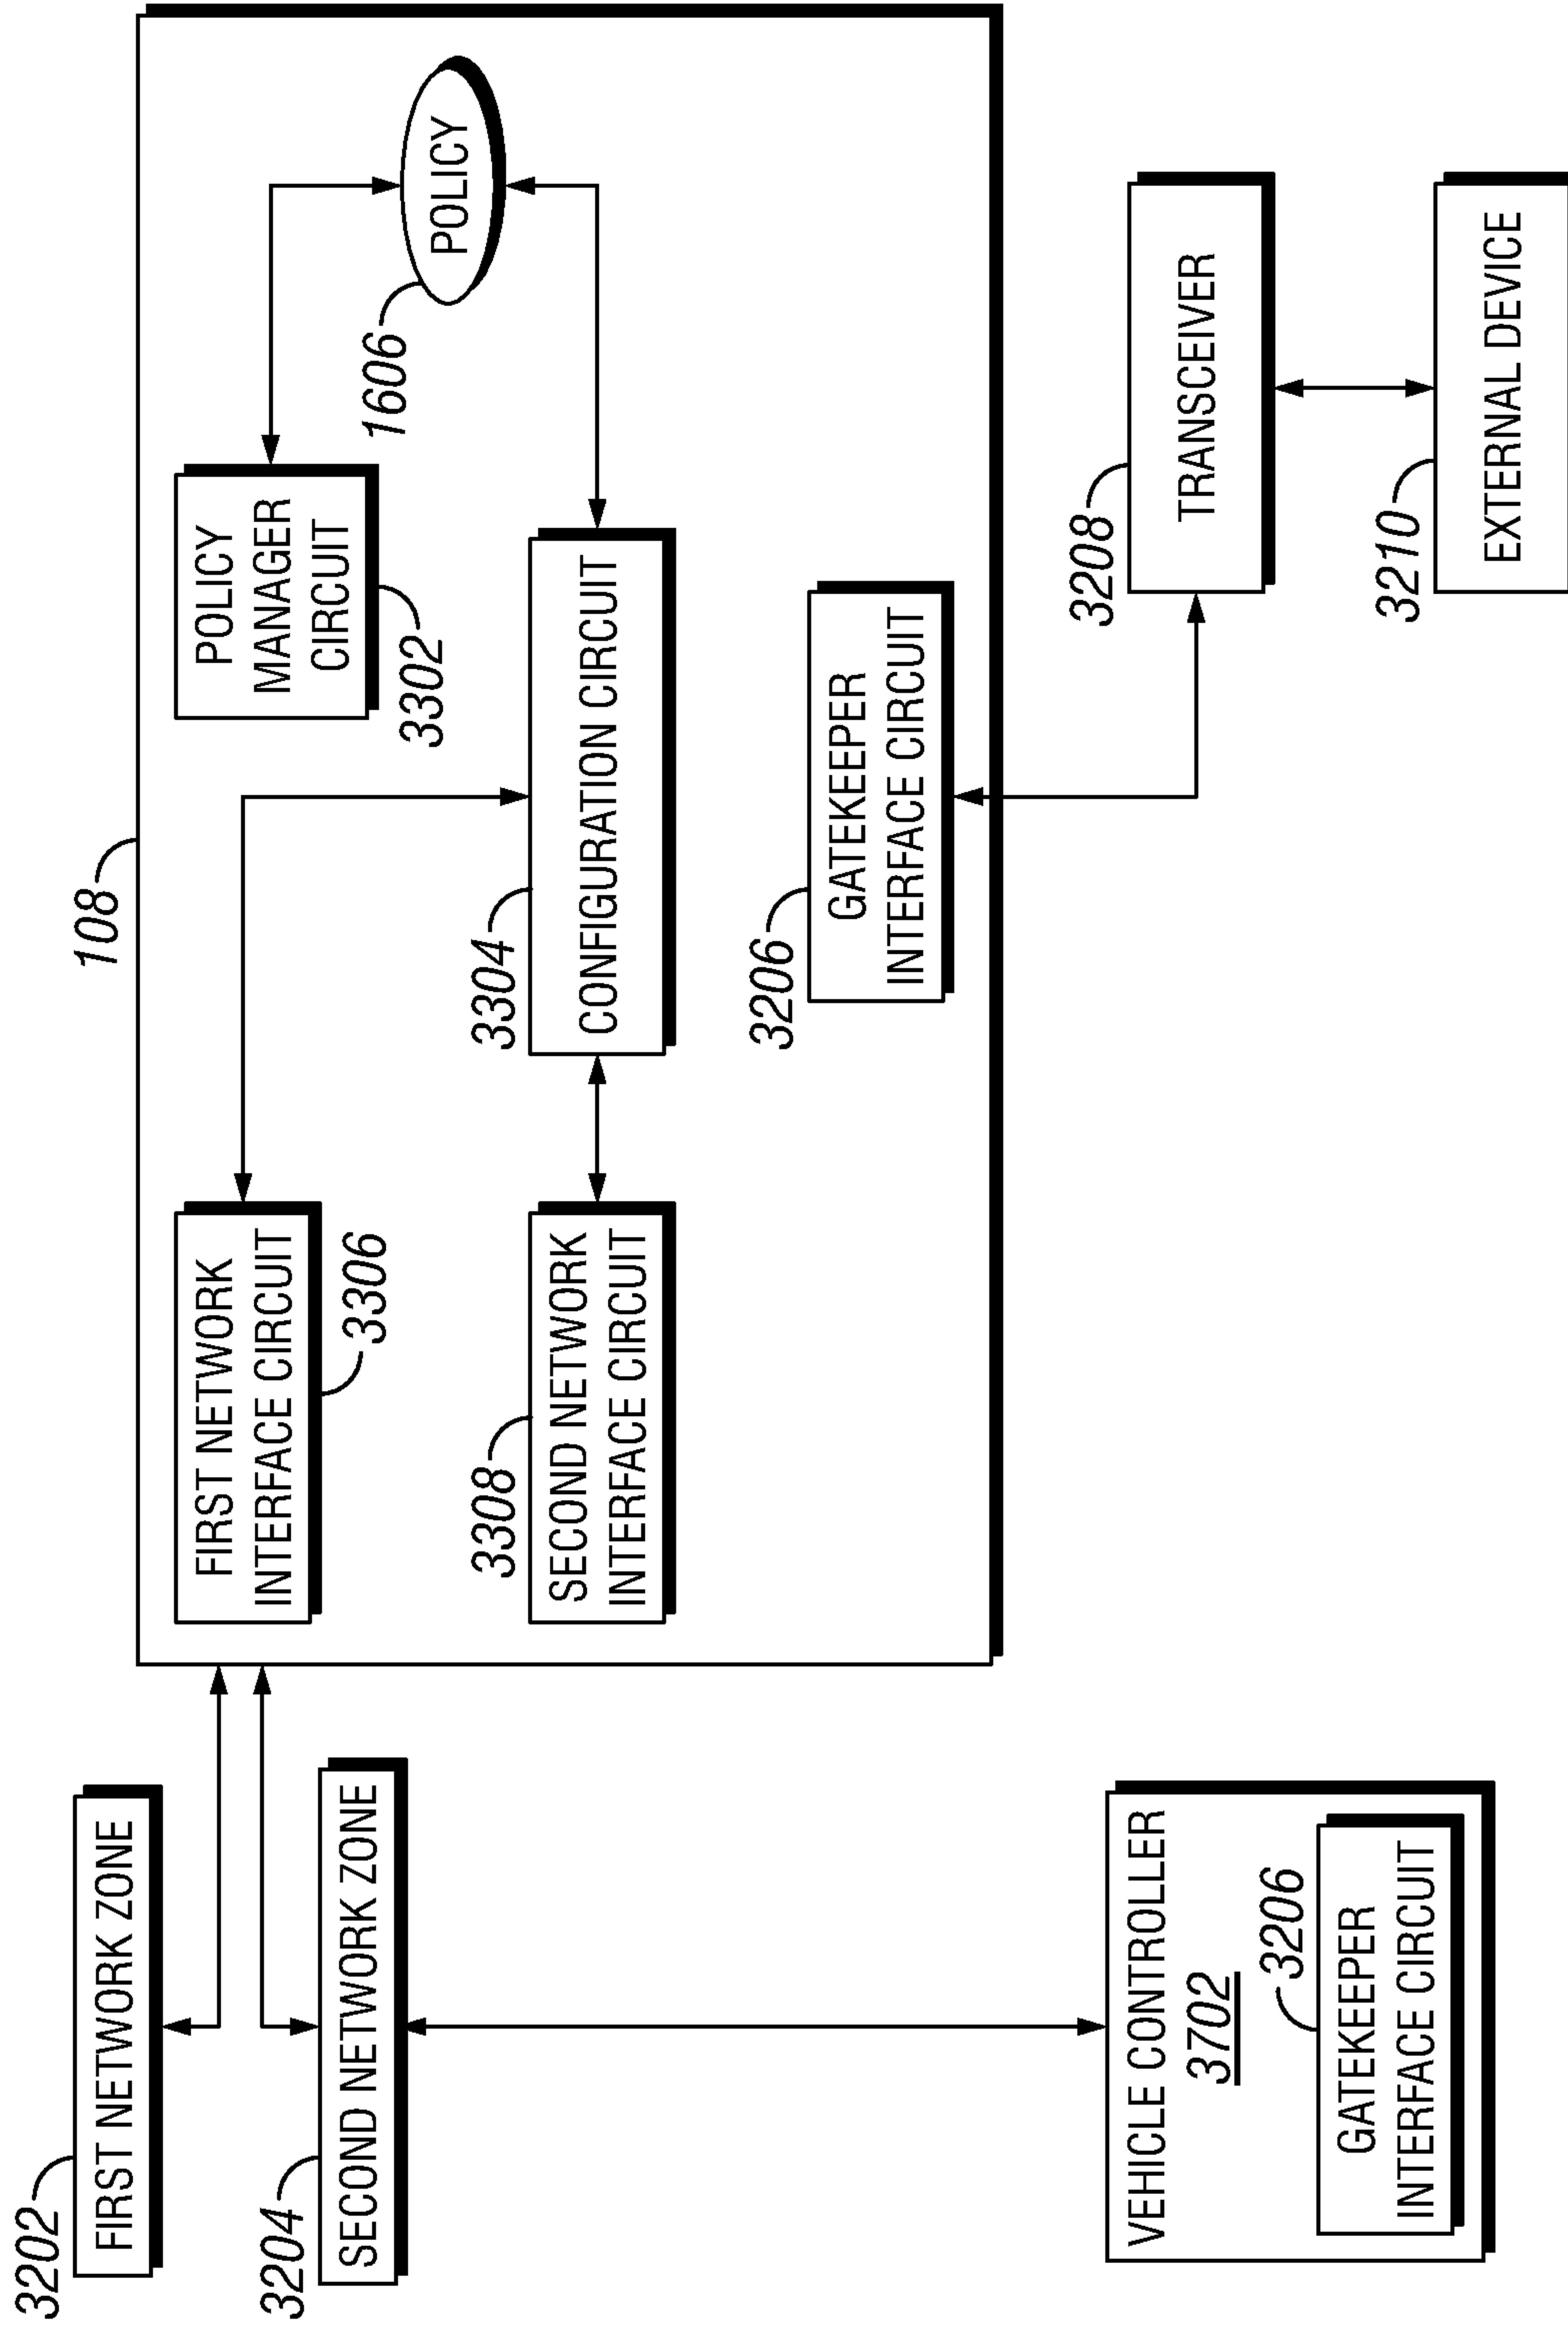 108
3202
FIRST NETWORK ZONE
3204
SECOND NETWORK ZONE
FIRST NETWORK
INTERFACE CIRCUIT
3306
POLICY
MANAGER
CIRCUIT
3302
1606
POLICY
3308
SECOND NETWORK
INTERFACE CIRCUIT
3304
CONFIGURATION CIRCUIT
3206
GATEKEEPER
INTERFACE CIRCUIT
VEHICLE CONTROLLER
3702
3206
GATEKEEPER
INTERFACE CIRCUIT
3208
TRANSCEIVER
3210
EXTERNAL DEVICE